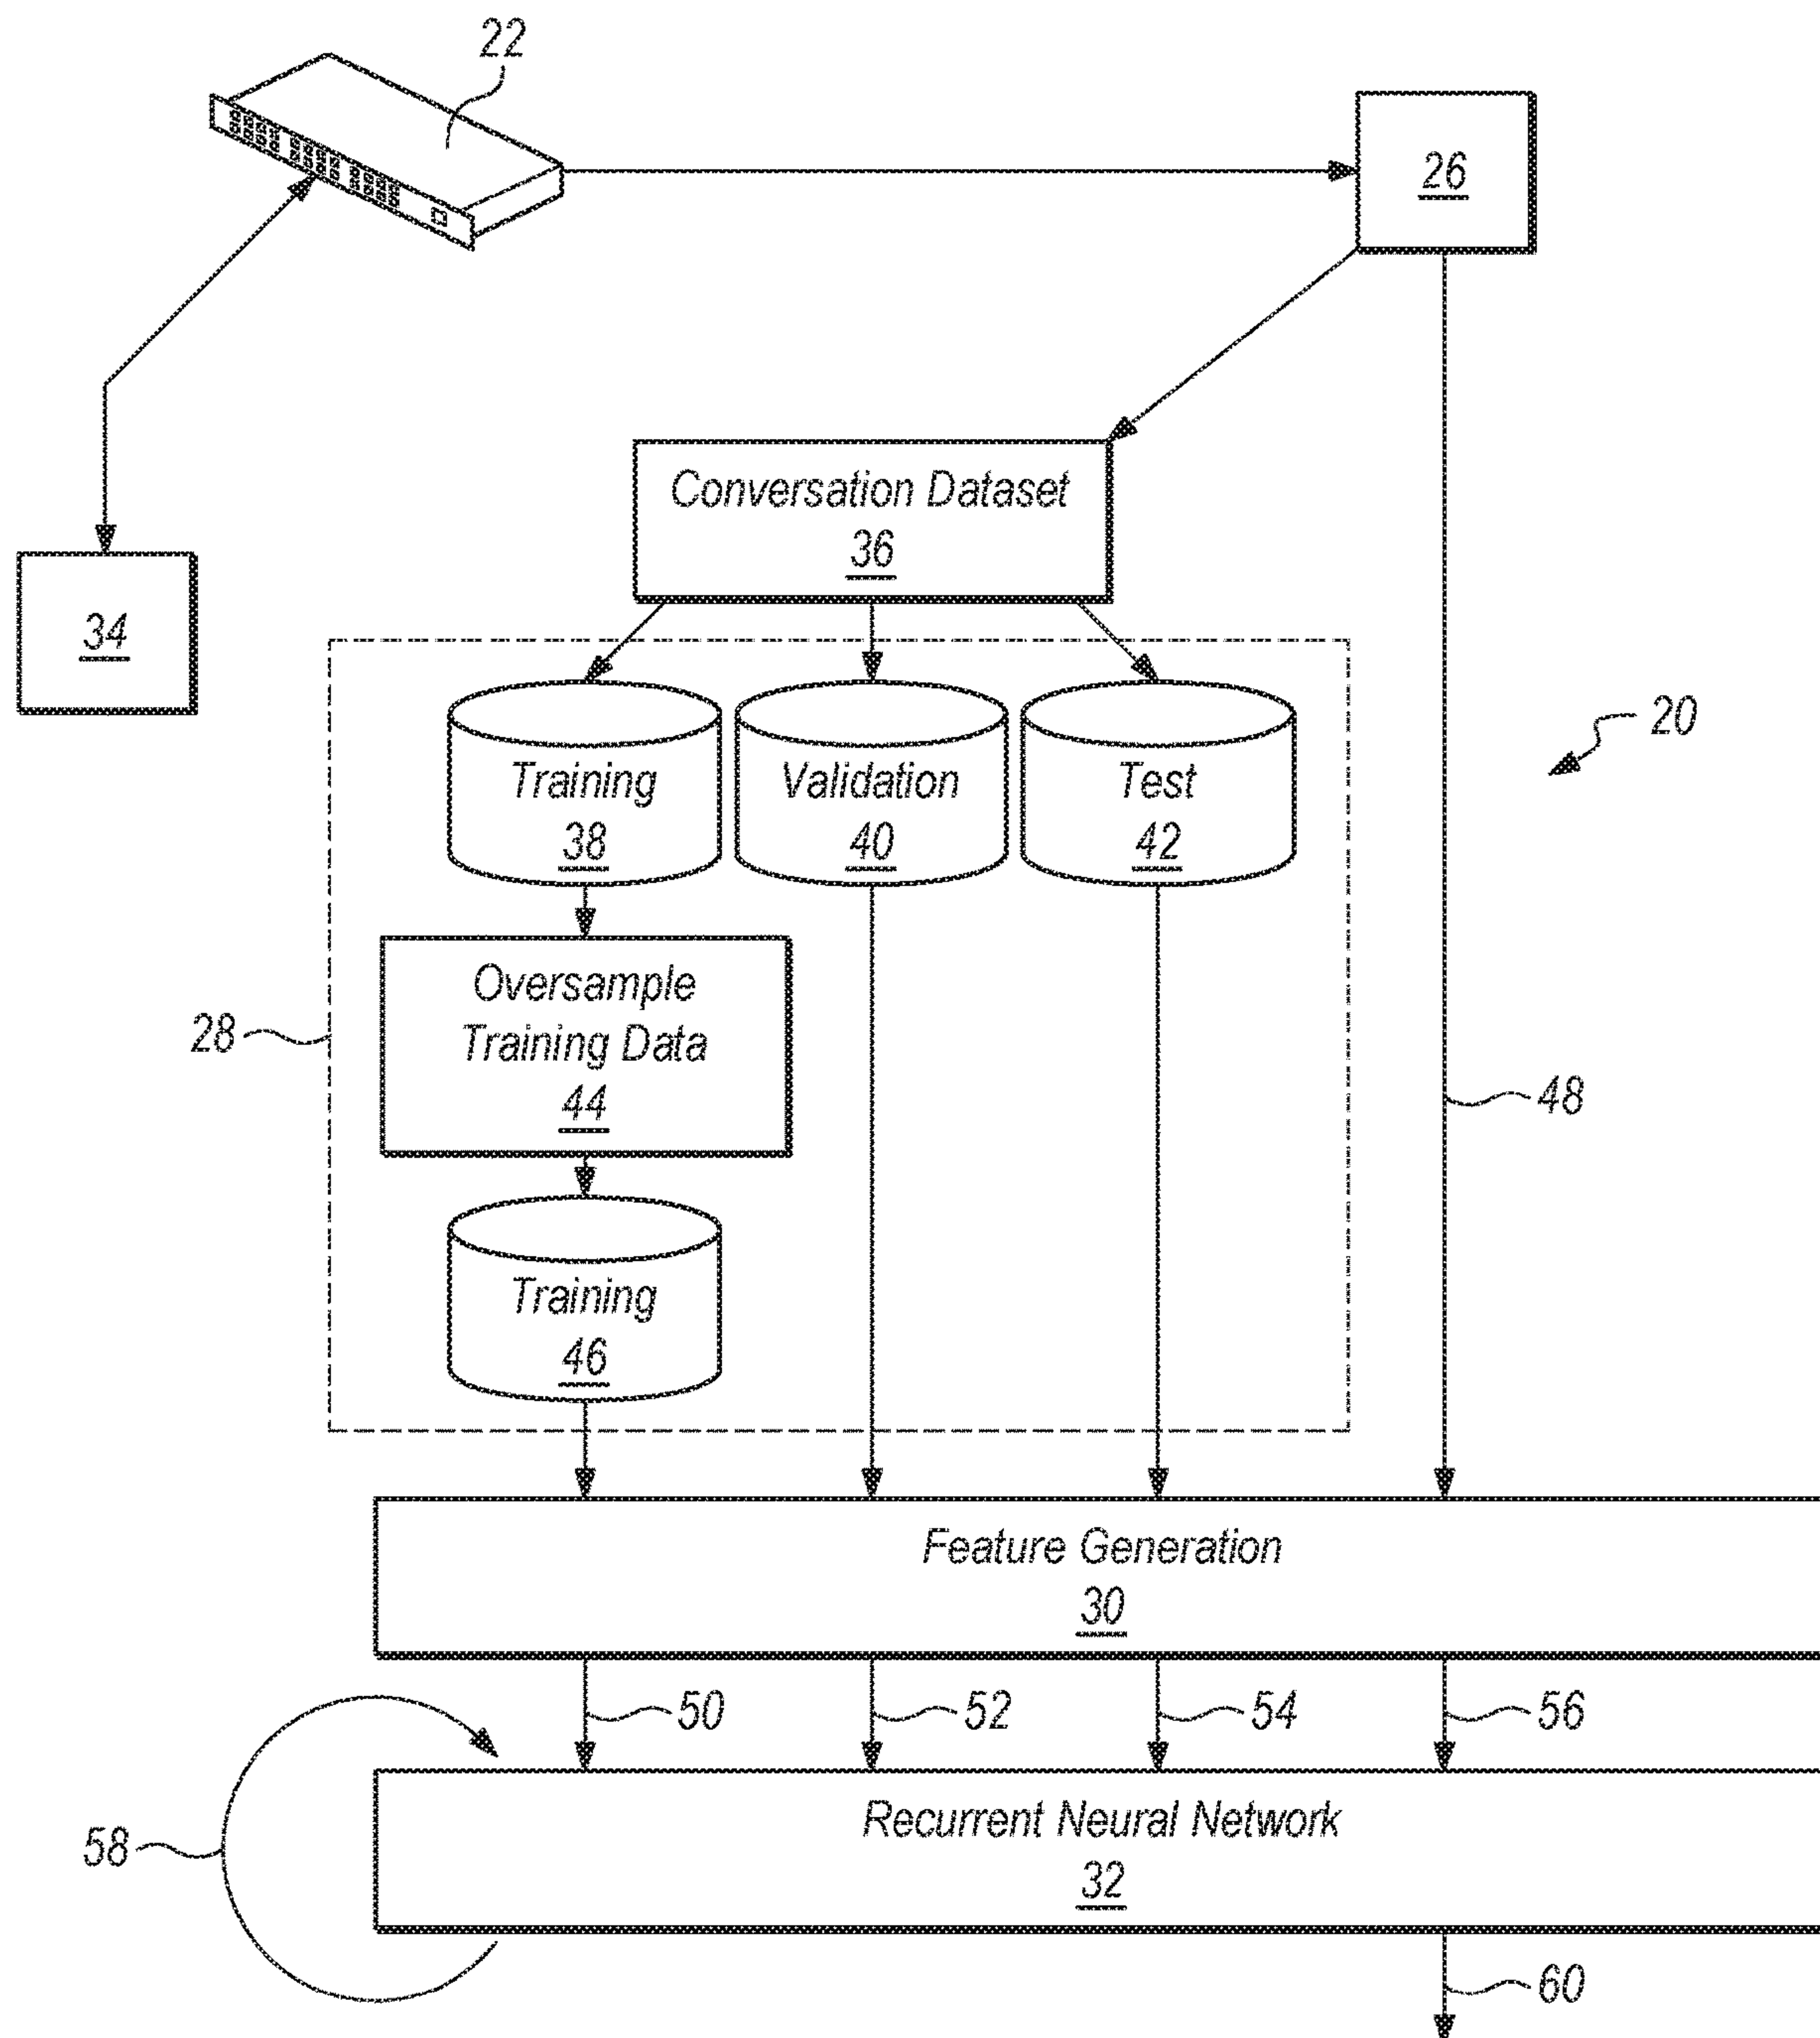 22
26
Conversation Dataset
36
34
20
Training
38
Validation
40
Test
42
Oversample
Training Data
44
28
48
Training
46
Feature Generation
30
50
52
54
56
Recurrent Neural Network
32
58
60